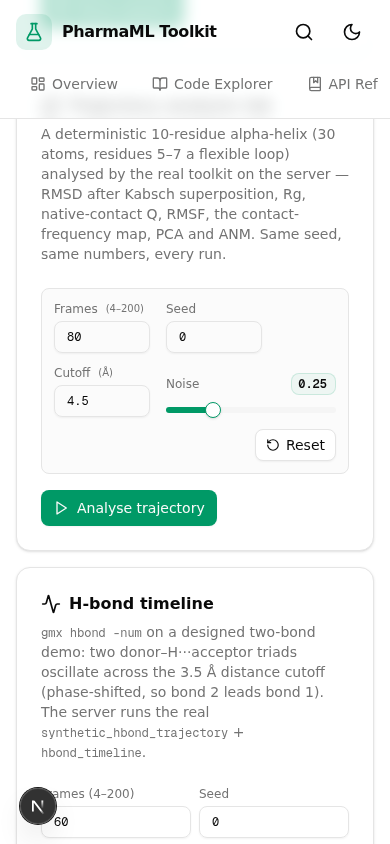 PharmaML Toolkit
Overview
Code Explorer
API Ref
A deterministic 10-residue alpha-helix (30
atoms, residues 5–7 a flexible loop)
analysed by the real toolkit on the server —
RMSD after Kabsch superposition, Rg,
native-contact Q, RMSF, the contact-
frequency map, PCA and ANM. Same seed,
same numbers, every run.
Frames (4–200)
Seed
80
0
Cutoff (Å)
Noise
0.25
4.5
Reset
Analyse trajectory
H-bond timeline
gmx hbond -num on a designed two-bond
demo: two donor–H···acceptor triads
oscillate across the 3.5 Å distance cutoff
(phase-shifted, so bond 2 leads bond 1).
The server runs the real
synthetic_hbond_trajectory +
hbond_timeline.
ames (4–200)
Seed
60
0
N